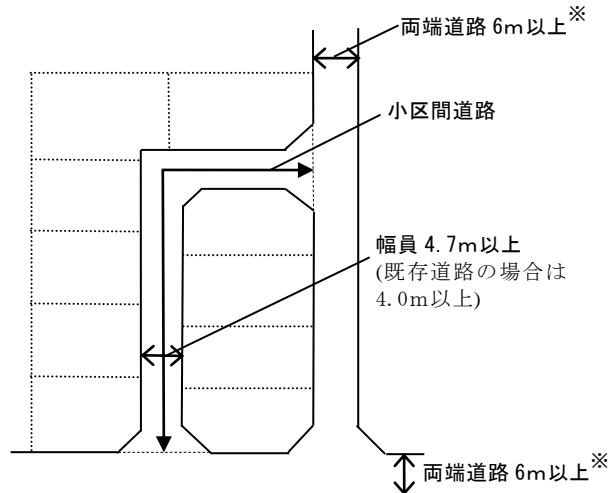 両端道路 6m以上※
小区間道路
幅員 4.7m以上
(既存道路の場合は
4.0m以上)
両端道路 6m以上※